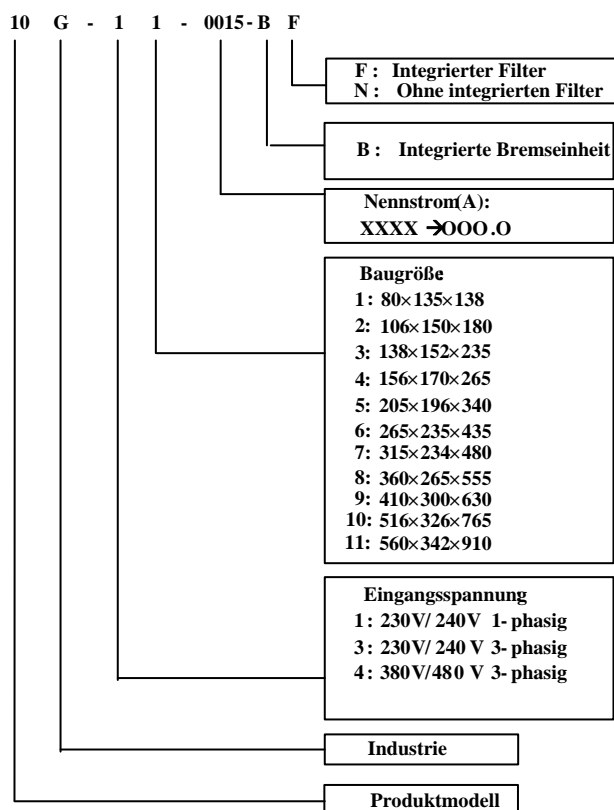 10 G - 1 1 - 0015 - B F
F : Integrierter Filter
N : Ohne integrierten Filter
B : Integrierte Bremseinheit
Nennstrom(A):
XXXX →OOO.O
Baugröße:
1: 80×135×138
2: 106×150×180
3: 138×152×235
4: 156×170×265
5: 205×196×340
6: 265×235×435
7: 315×234×480
8: 360×265×555
9: 410×300×630
10: 516×326×765
11: 560×342×910
Eingangsspannung
1: 230V/ 240V 1- phasig
3: 230V/ 240 V 3- phasig
4: 380V/480 V 3- phasig
Industrie
Produktmodell